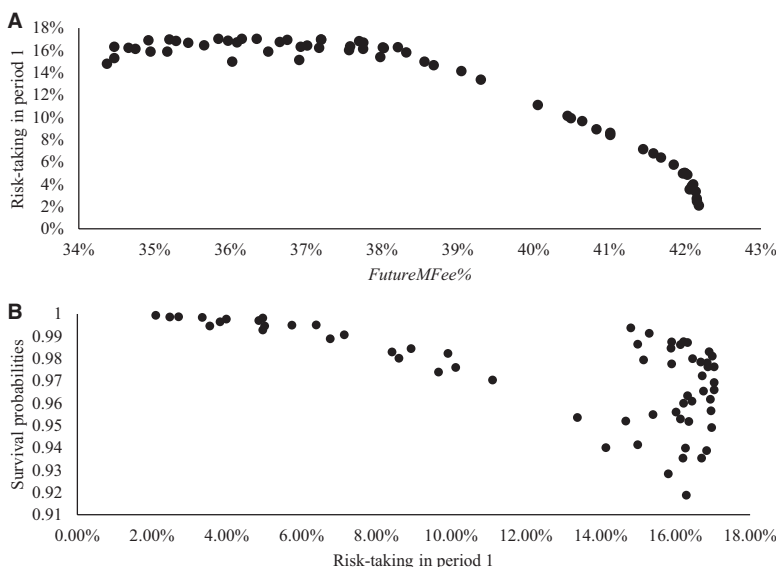 A
18%
16%
14%
12%
10%
8%
6%
4%
2%
0%
Risk-taking in period 1
34% 35% 36% 37% 38% 39% 40% 41% 42% 43%
FutureMFee%
B
1
0.99
0.98
0.97
0.96
0.95
0.94
0.93
0.92
0.91
Survival probabilities
0.00% 2.00% 4.00% 6.00% 8.00% 10.00% 12.00% 14.00% 16.00% 18.00%
Risk-taking in period 1